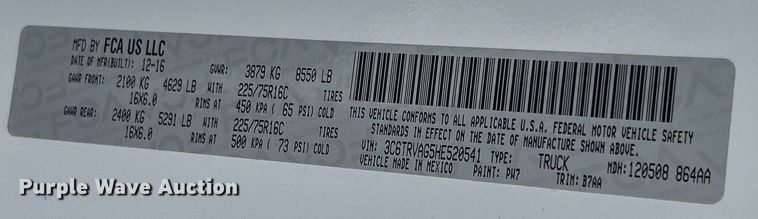 MFD BY FCA US LLC
DATE OF MFR(BUILT): 12-16 GVWR: 3879 KG 8550 LB
GAWR FRONT: 2100 KG 4629 LB WITH 225/75R16C TIRES
16X6.0 RIMS AT 450 KPA ( 65 PSI) COLD
GAWR REAR: 2400 KG 5291 LB WITH 225/75R16C TIRES
16X6.0 RIMS AT 500 KPA ( 73 PSI) COLD
THIS VEHICLE CONFORMS TO ALL APPLICABLE U.S.A. FEDERAL MOTOR VEHICLE SAFETY
STANDARDS IN EFFECT ON THE DATE OF MANUFACTURE SHOWN ABOVE.
VIN: 3C6TRVAG5HE520541 TYPE: TRUCK MDH: 120508 864AA
MADE IN MEXICO PAINT: PW7 TRIM: B7AA
Purple Wave Auction